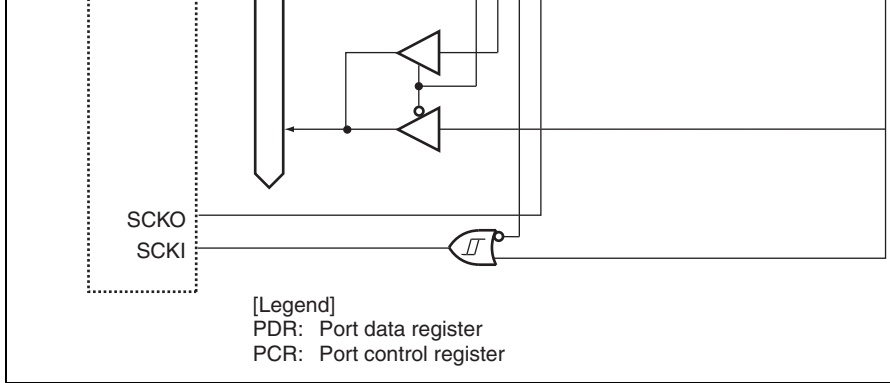 SCKO
SCKI
[Legend]
PDR: Port data register
PCR: Port control register